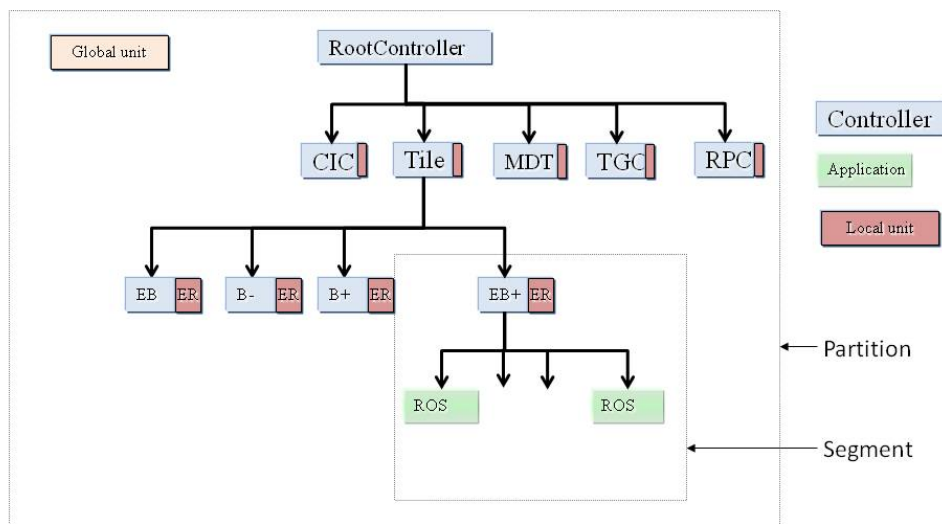 Global unit
RootController
CIC
Tile
MDT
TGC
RPC
Controller
Application
Local unit
EB
ER
B-
ER
B+
ER
EB+
ER
ROS
ROS
Partition
Segment